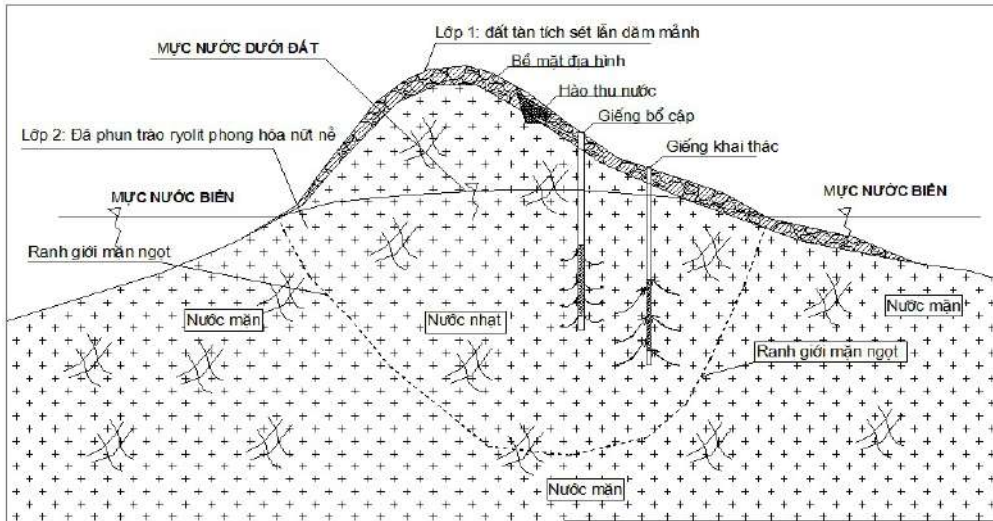 Lớp 1: đất tàn tích sét lẫn dăm mảnh
MỰC NƯỚC DƯỚI ĐẤT
Bề mặt địa hình
Hào thu nước
Giếng bổ cập
Lớp 2: Đá phun trào ryolit phong hóa nứt nẻ
Giếng khai thác
MỰC NƯỚC BIỂN
MỰC NƯỚC BIỂN
Ranh giới mặn ngọt
Nước mặn
Nước nhạt
Nước mặn
Ranh giới mặn ngọt
Nước mặn